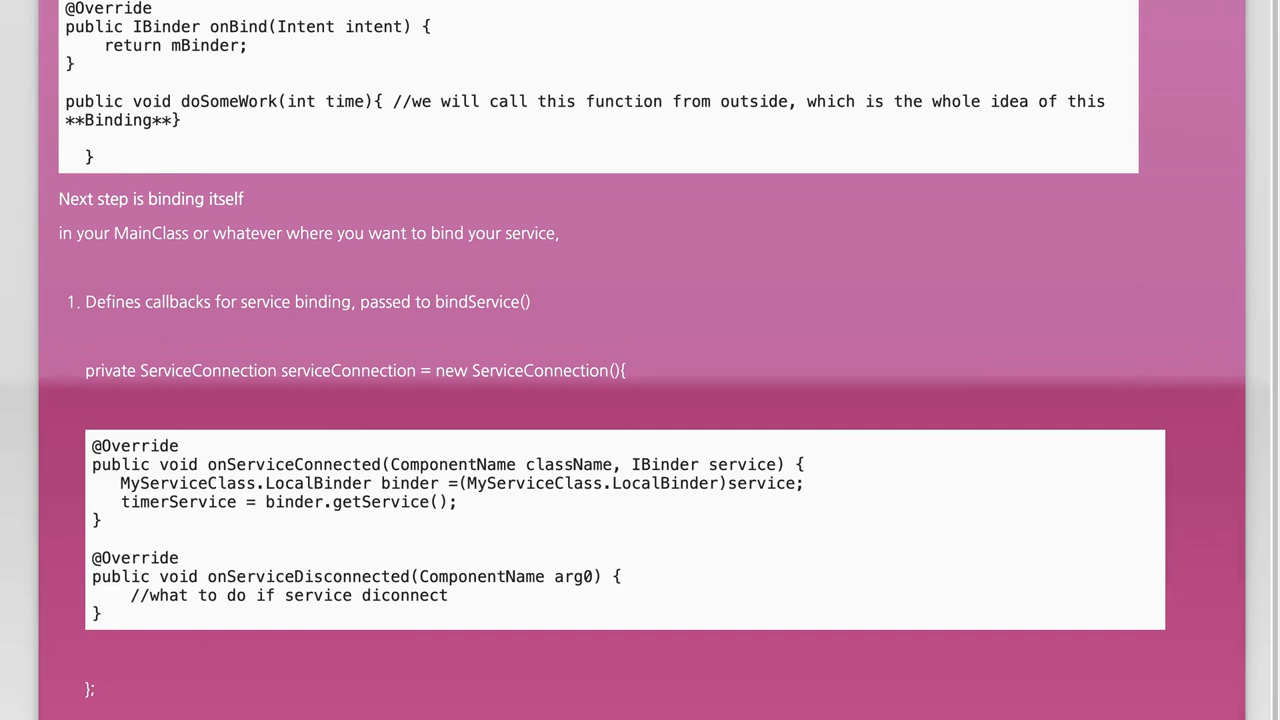 @Override
public IBinder onBind(Intent intent) {
    return mBinder;
}
public void doSomeWork(int time){ //we will call this function from outside, which is the whole idea of this
**Binding**}
  }
Next step is binding itself
in your MainClass or whatever where you want to bind your service,
1. Defines callbacks for service binding, passed to bindService()
private ServiceConnection serviceConnection = new ServiceConnection(){
@Override
public void onServiceConnected(ComponentName className, IBinder service) {
   MyServiceClass.LocalBinder binder =(MyServiceClass.LocalBinder)service;
   timerService = binder.getService();
}
@Override
public void onServiceDisconnected(ComponentName arg0) {
    //what to do if service diconnect
}
};